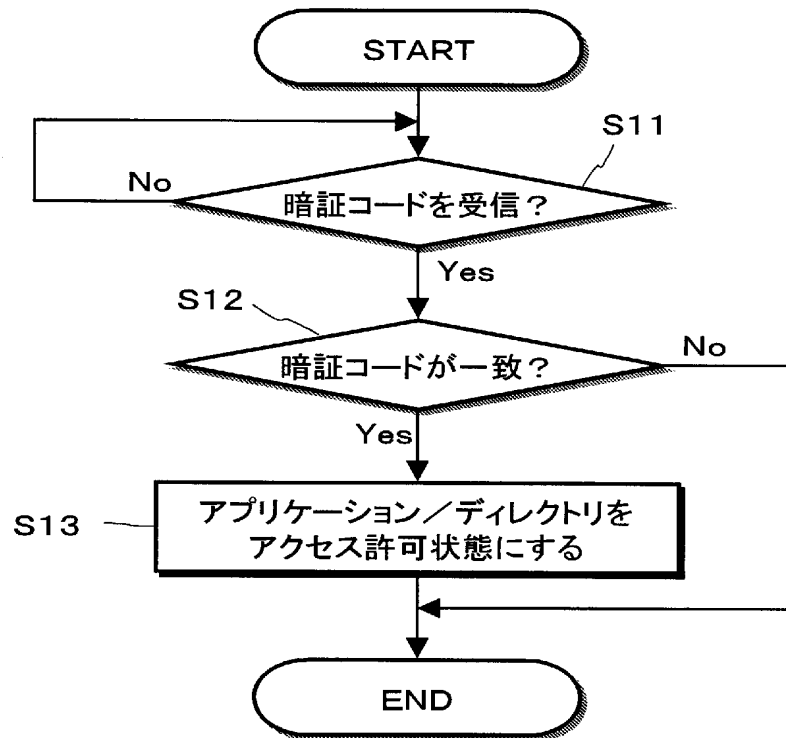 START
S11
No
暗証コードを受信？
Yes
S12
No
暗証コードが一致？
Yes
S13
アプリケーション／ディレクトリを
アクセス許可状態にする
END